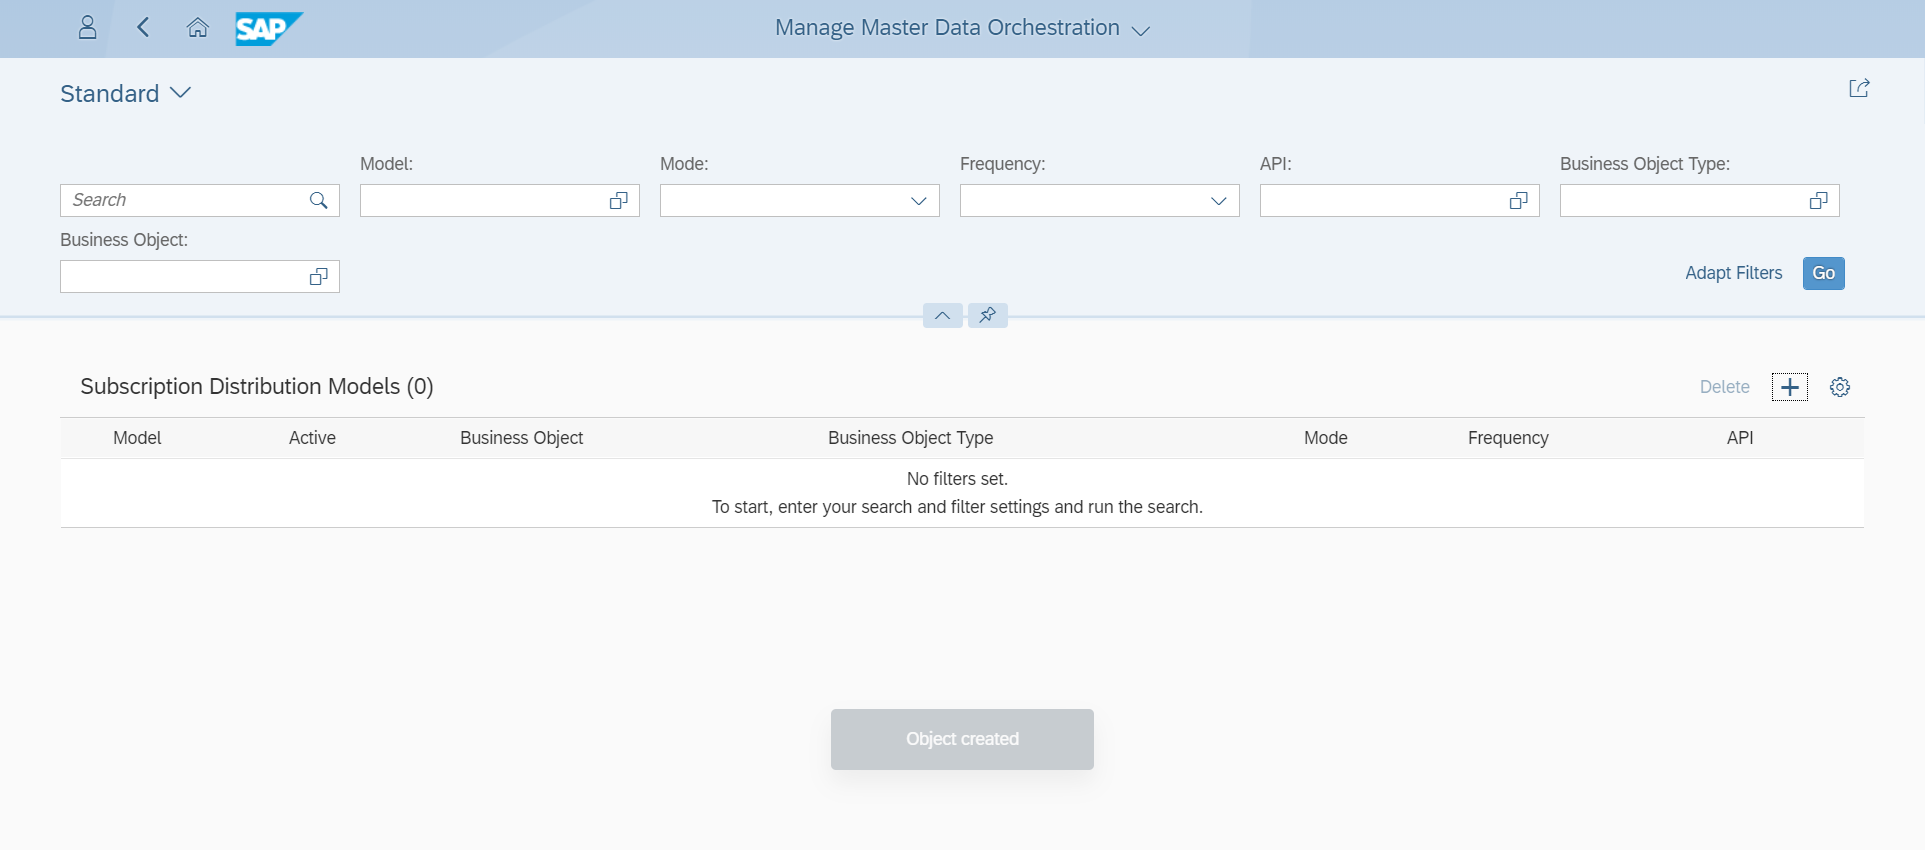 SAP
Manage Master Data Orchestration
Standard
Search
Model:
Mode:
Frequency:
API:
Business Object Type:
Business Object:
Adapt Filters
Go
Subscription Distribution Models (0)
Delete
Model Active Business Object Business Object Type Mode Frequency API
No filters set.
To start, enter your search and filter settings and run the search.
Object created